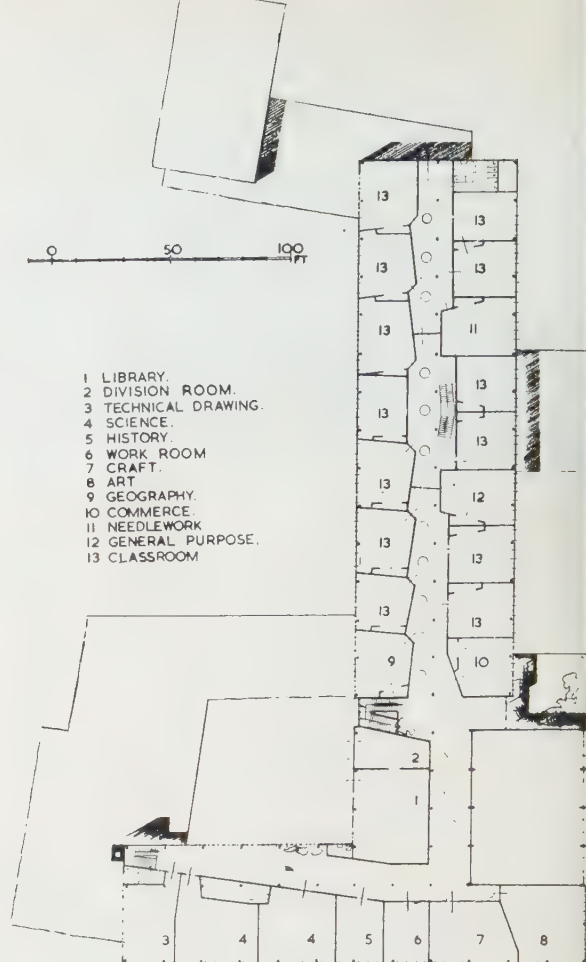 0 50 100
FT
1 LIBRARY.
2 DIVISION ROOM.
3 TECHNICAL DRAWING.
4 SCIENCE.
5 HISTORY.
6 WORK ROOM
7 CRAFT.
8 ART
9 GEOGRAPHY.
10 COMMERCE.
11 NEEDLEWORK
12 GENERAL PURPOSE.
13 CLASSROOM
13
13
13 13
13 11
13
13
13
13
12
13
13
13
13
9 10
2
1
3 4 4 5 6 7 8